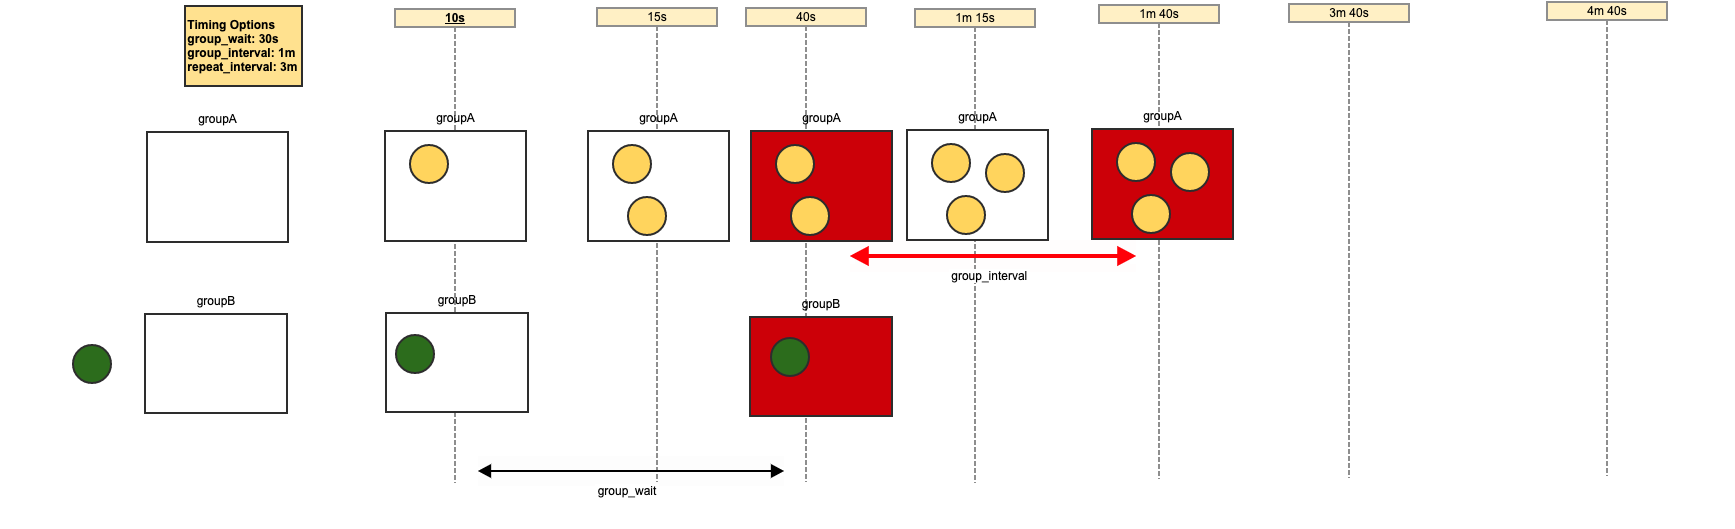 Timing Options
group_wait: 30s
group_interval: 1m
repeat_interval: 3m
10s
15s
40s
1m 15s
1m 40s
3m 40s
4m 40s
groupA
groupA
groupA
groupA
groupA
groupA
group_interval
groupB
groupB
groupB
group_wait